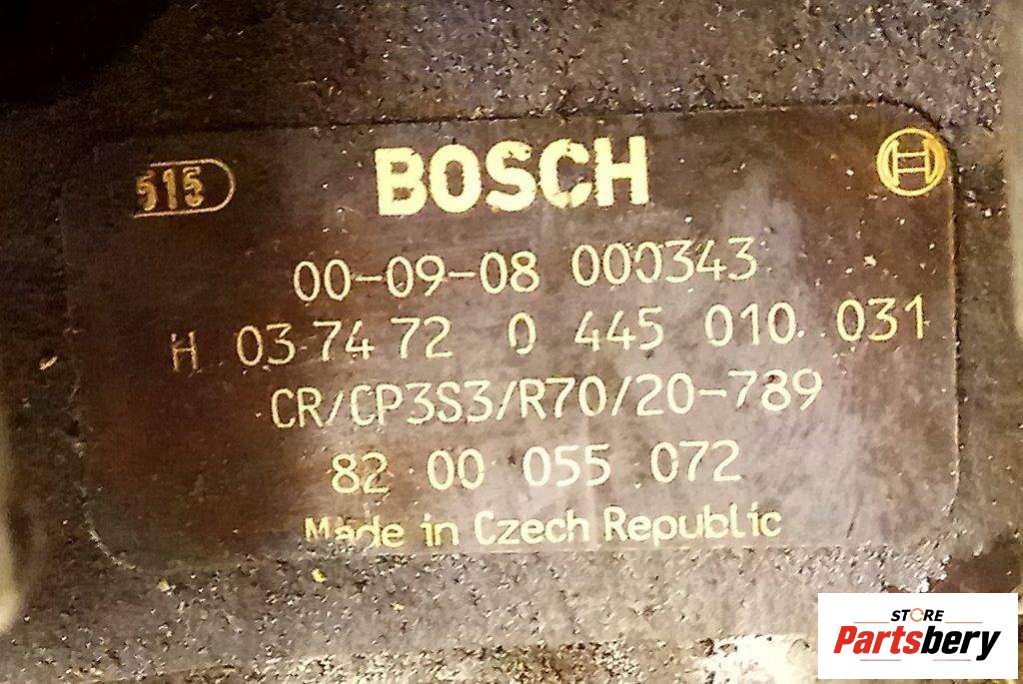 515 BOSCH
00-09-08 000343
H 03 74 72 0 445 010 031
CR/CP3S3/R70/20-789
82 00 055 072
Made in Czech Republic
STORE
Partsbery